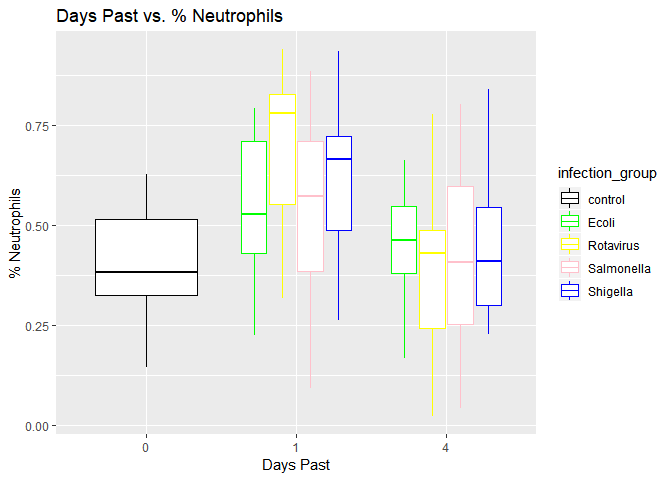 Days Past vs. % Neutrophils
% Neutrophils
0.75
0.50
0.25
0.00
0
1
4
Days Past
infection_group
control
Ecoli
Rotavirus
Salmonella
Shigella